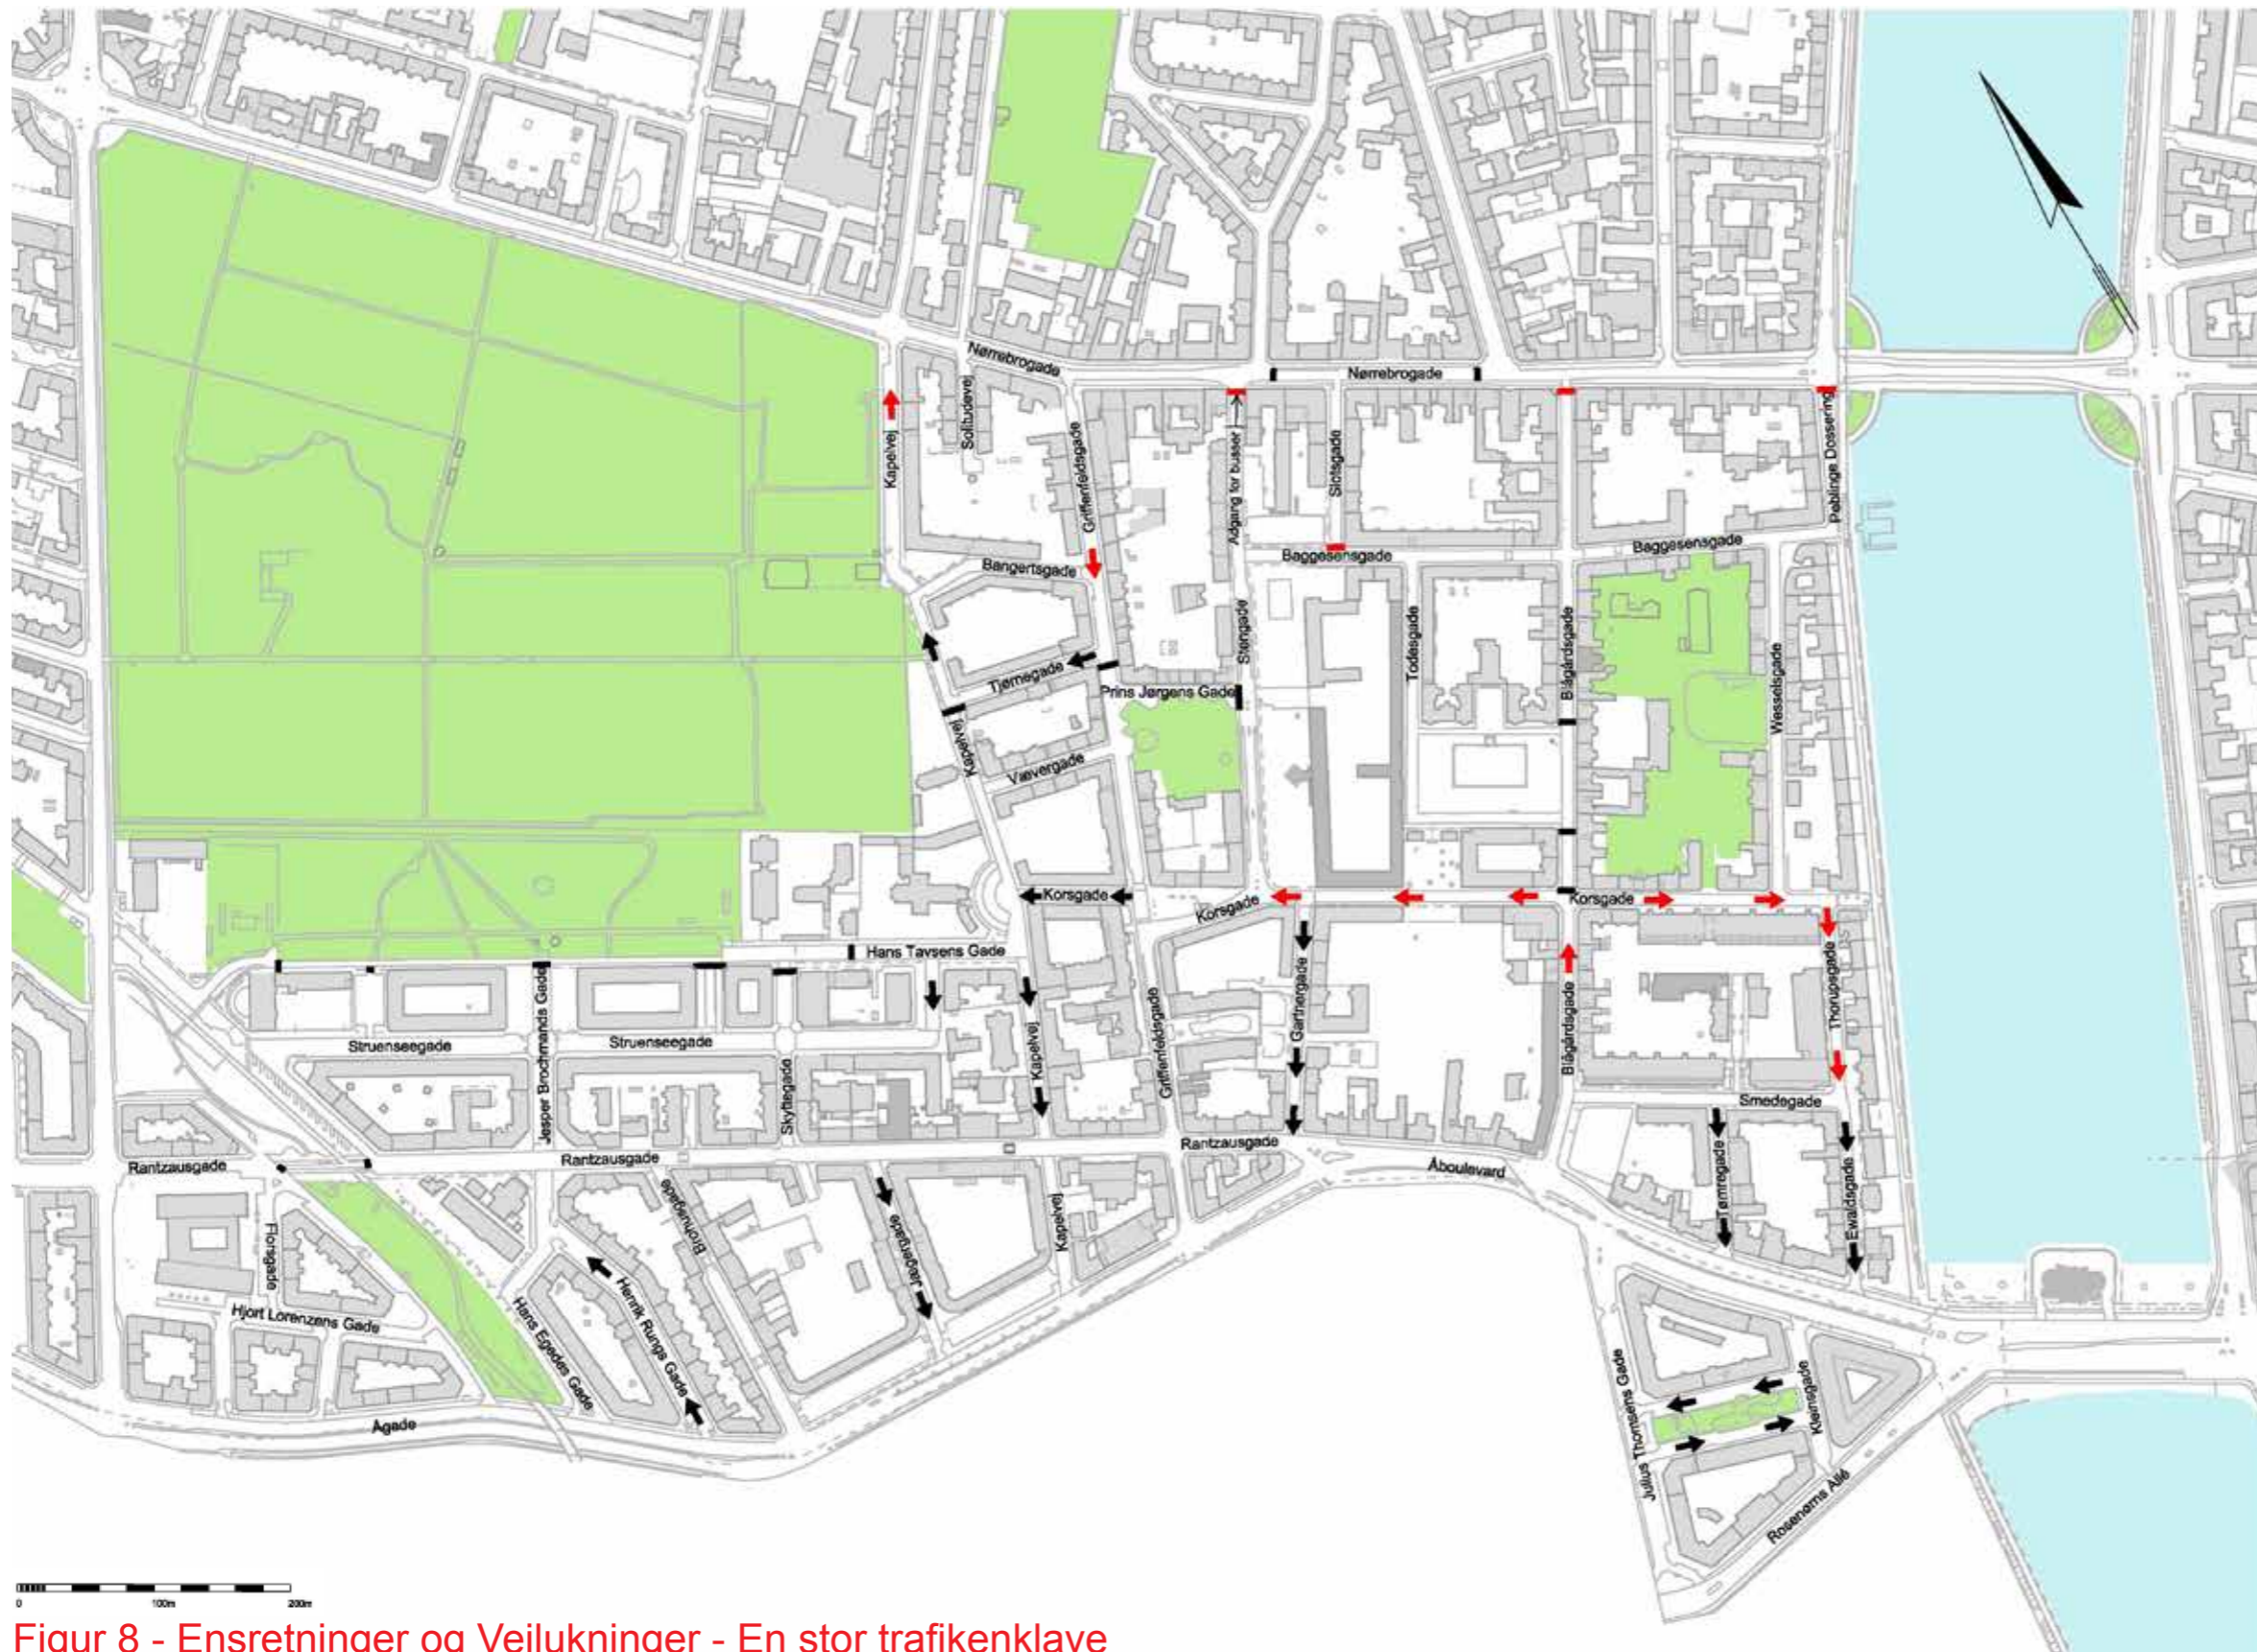 Nørrebrogade
Nørrebrogade
Solitudevej
Kapelvej
Griffenfeldsgade
Adgang for busser
Slotsgade
Peblinge Dossering
Bangertsgade
Baggesensgade
Baggesensgade
Stengade
Todesgade
Blågårdsgade
Wesselsgade
Tjørnegade
Prins Jørgens Gade
Kapelvej
Vævergade
Korsgade
Korsgade
Korsgade
Hans Tavsens Gade
Gartnergade
Blågårdsgade
Thorupsgade
Struenseegade
Struenseegade
Jesper Brochmands Gade
Skyttegade
Kapelvej
Griffenfeldsgade
Smedegade
Rantzausgade
Rantzausgade
Rantzausgade
Åboulevard
Tømregade
Ewaldsgade
Florsgade
Brohusgade
Jægergade
Kapelvej
Hjort Lorenzens Gade
Hans Egedes Gade
Henrik Rungs Gade
Ågade
Julius Thomsens Gade
Kleinsgade
Rosenørns Allé
0 100m 200m
Figur 8 - Ensretninger og Vejlukninger - En stor trafikenklave